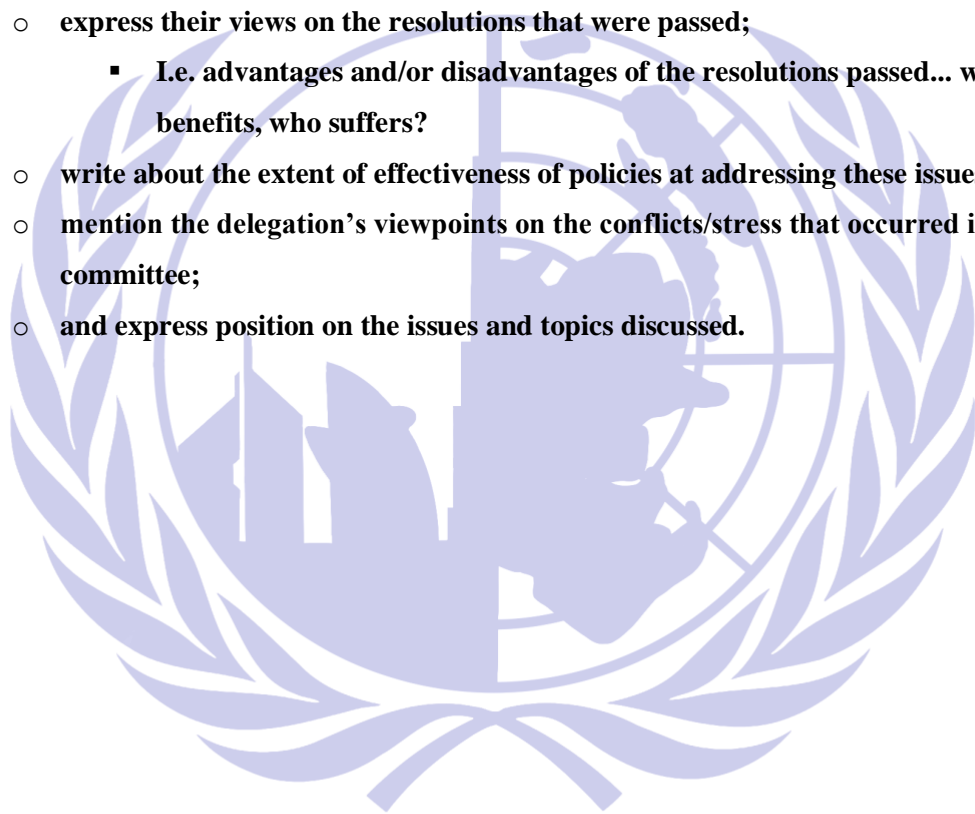 ○ express their views on the resolutions that were passed;
▪ I.e. advantages and/or disadvantages of the resolutions passed...
benefits, who suffers?
○ write about the extent of effectiveness of policies at addressing these
○ mention the delegation’s viewpoints on the conflicts/stress that occurred
committee;
○ and express position on the issues and topics discussed.